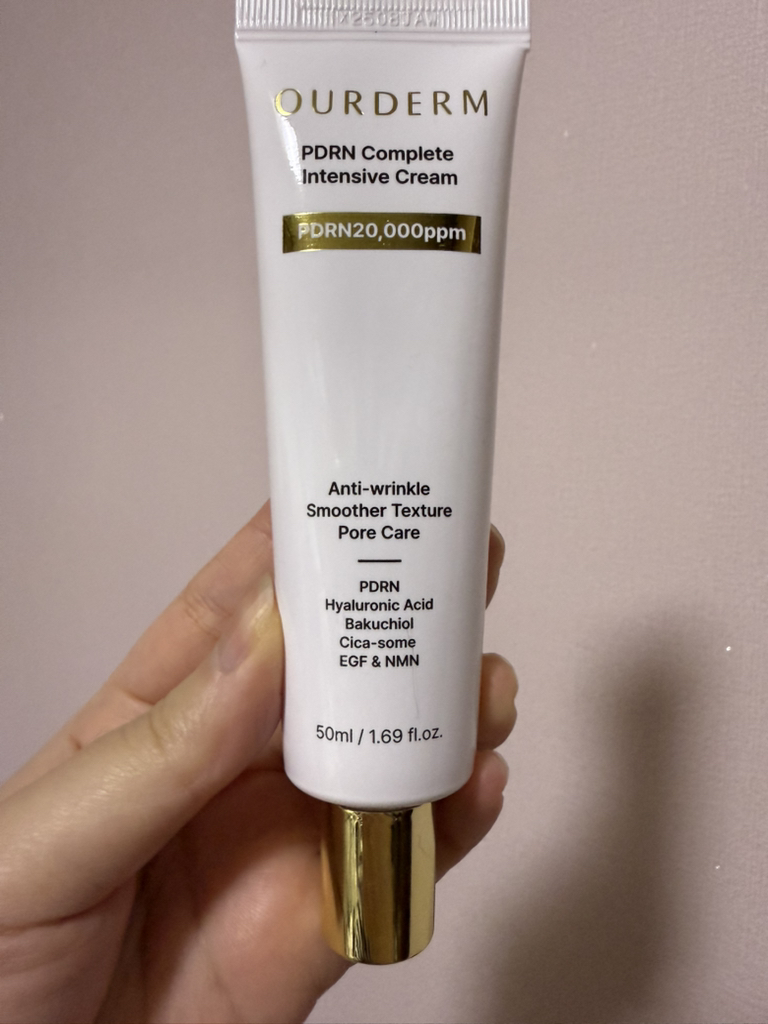 OURDERM
PDRN Complete
Intensive Cream
PDRN20,000ppm
Anti-wrinkle
Smoother Texture
Pore Care
PDRN
Hyaluronic Acid
Bakuchiol
Cica-some
EGF & NMN
50ml / 1.69 fl.oz.